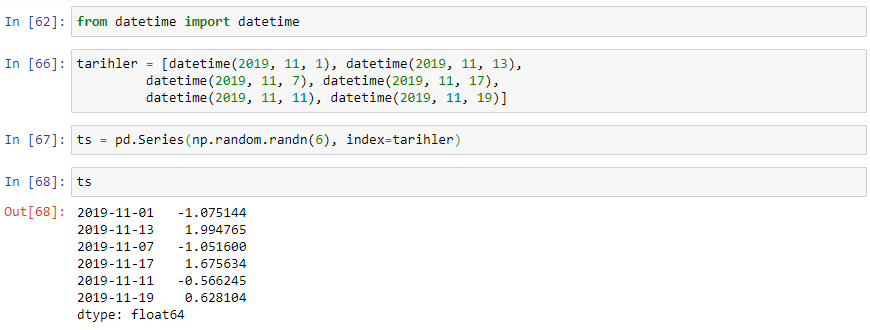 In [62]: from datetime import datetime
In [66]: tarihler = [datetime(2019, 11, 1), datetime(2019, 11, 13),
datetime(2019, 11, 7), datetime(2019, 11, 17),
datetime(2019, 11, 11), datetime(2019, 11, 19)]
In [67]: ts = pd.Series(np.random.randn(6), index=tarihler)
In [68]: ts
Out[68]: 2019-11-01   -1.075144
2019-11-13    1.994765
2019-11-07   -1.051600
2019-11-17    1.675634
2019-11-11   -0.566245
2019-11-19    0.628104
dtype: float64